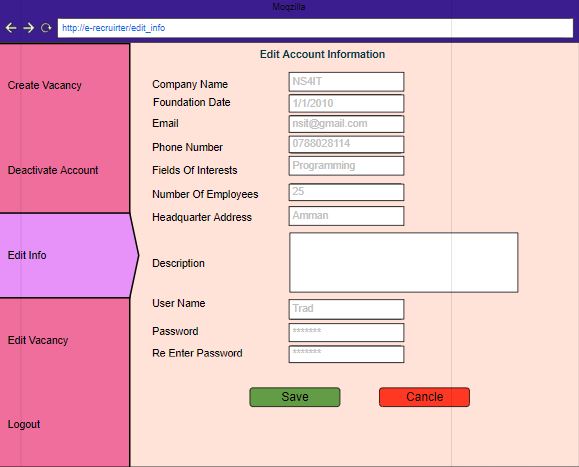 Moqzilla
http://e-recruirter/edit_info
Edit Account Information
Create Vacancy
Deactivate Account
Edit Info
Edit Vacancy
Logout
Company Name NS4IT
Foundation Date 1/1/2010
Email nsit@gmail.com
Phone Number 0788028114
Fields Of Interests Programming
Number Of Employees 25
Headquarter Address Amman
Description
User Name Trad
Password *******
Re Enter Password *******
Save Cancle